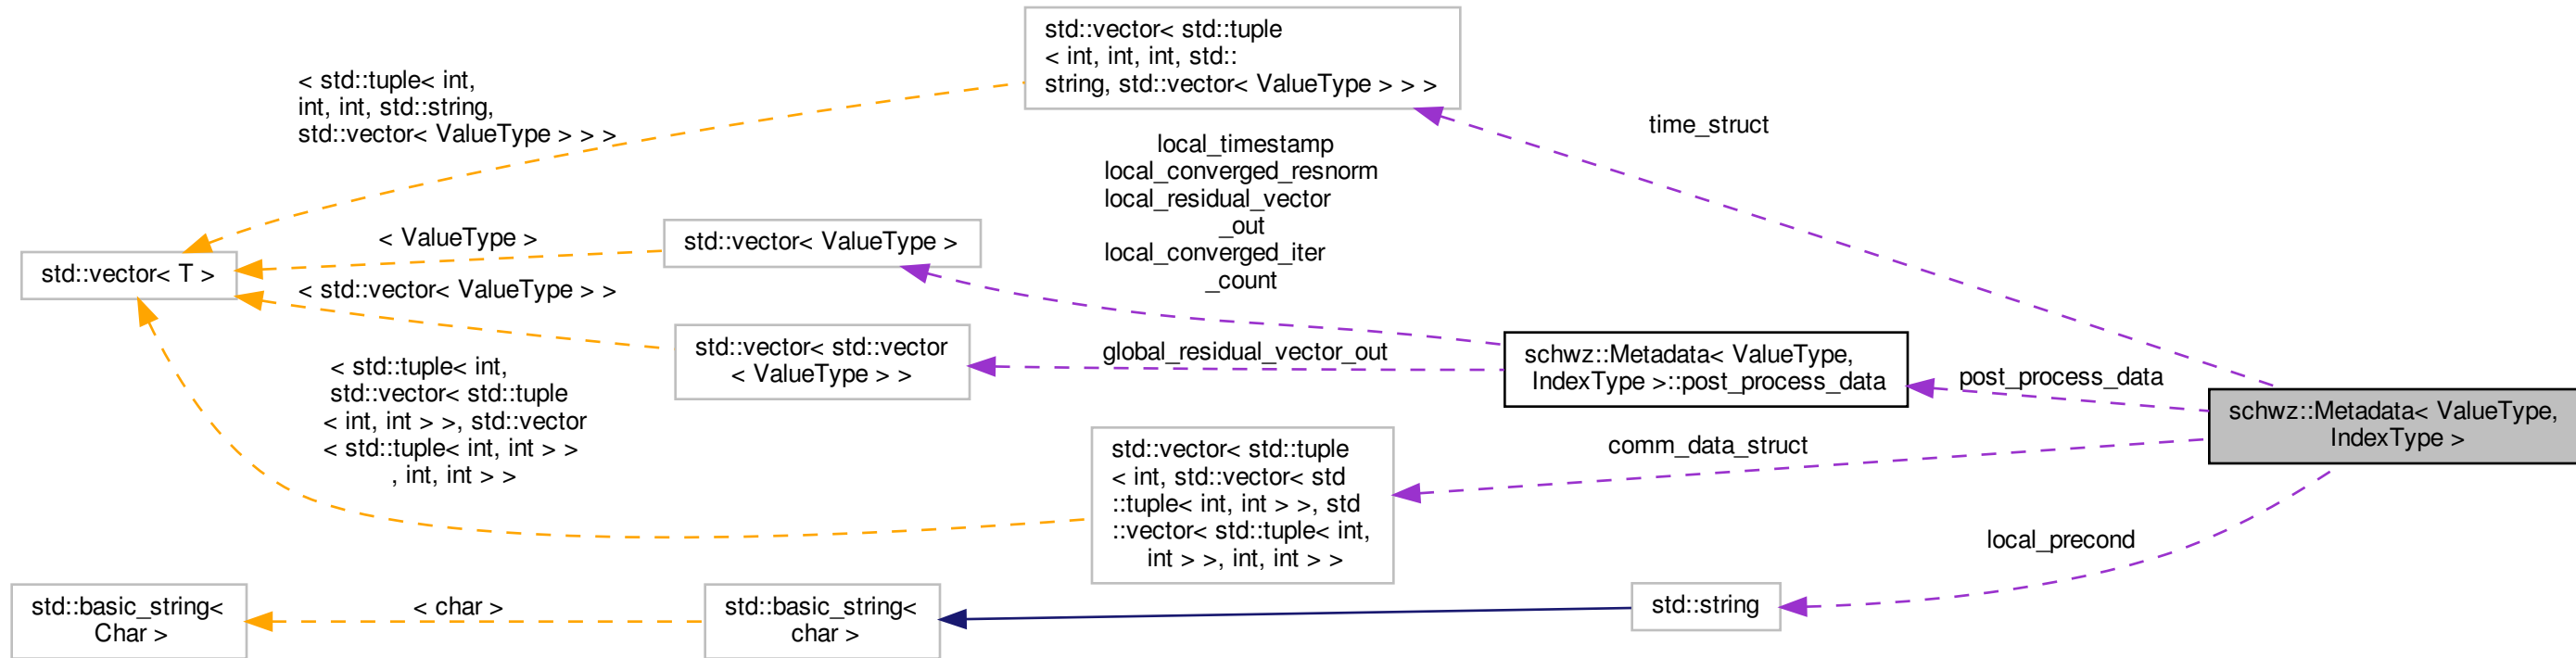 std::vector< std::tuple
< int, int, int, std::
string, std::vector< ValueType > > >
< std::tuple< int,
int, int, std::string,
std::vector< ValueType > > >
time_struct
local_timestamp
local_converged_resnorm
local_residual_vector
_out
local_converged_iter
_count
< ValueType >
std::vector< ValueType >
std::vector< T >
< std::vector< ValueType > >
std::vector< std::vector
< ValueType > >
global_residual_vector_out
schwz::Metadata< ValueType,
IndexType >::post_process_data
post_process_data
schwz::Metadata< ValueType,
IndexType >
< std::tuple< int,
std::vector< std::tuple
< int, int > >, std::vector
< std::tuple< int, int > >
, int, int > >
std::vector< std::tuple
< int, std::vector< std
::tuple< int, int > >, std
::vector< std::tuple< int,
int > >, int, int > >
comm_data_struct
local_precond
std::basic_string<
Char >
< char >
std::basic_string<
char >
std::string